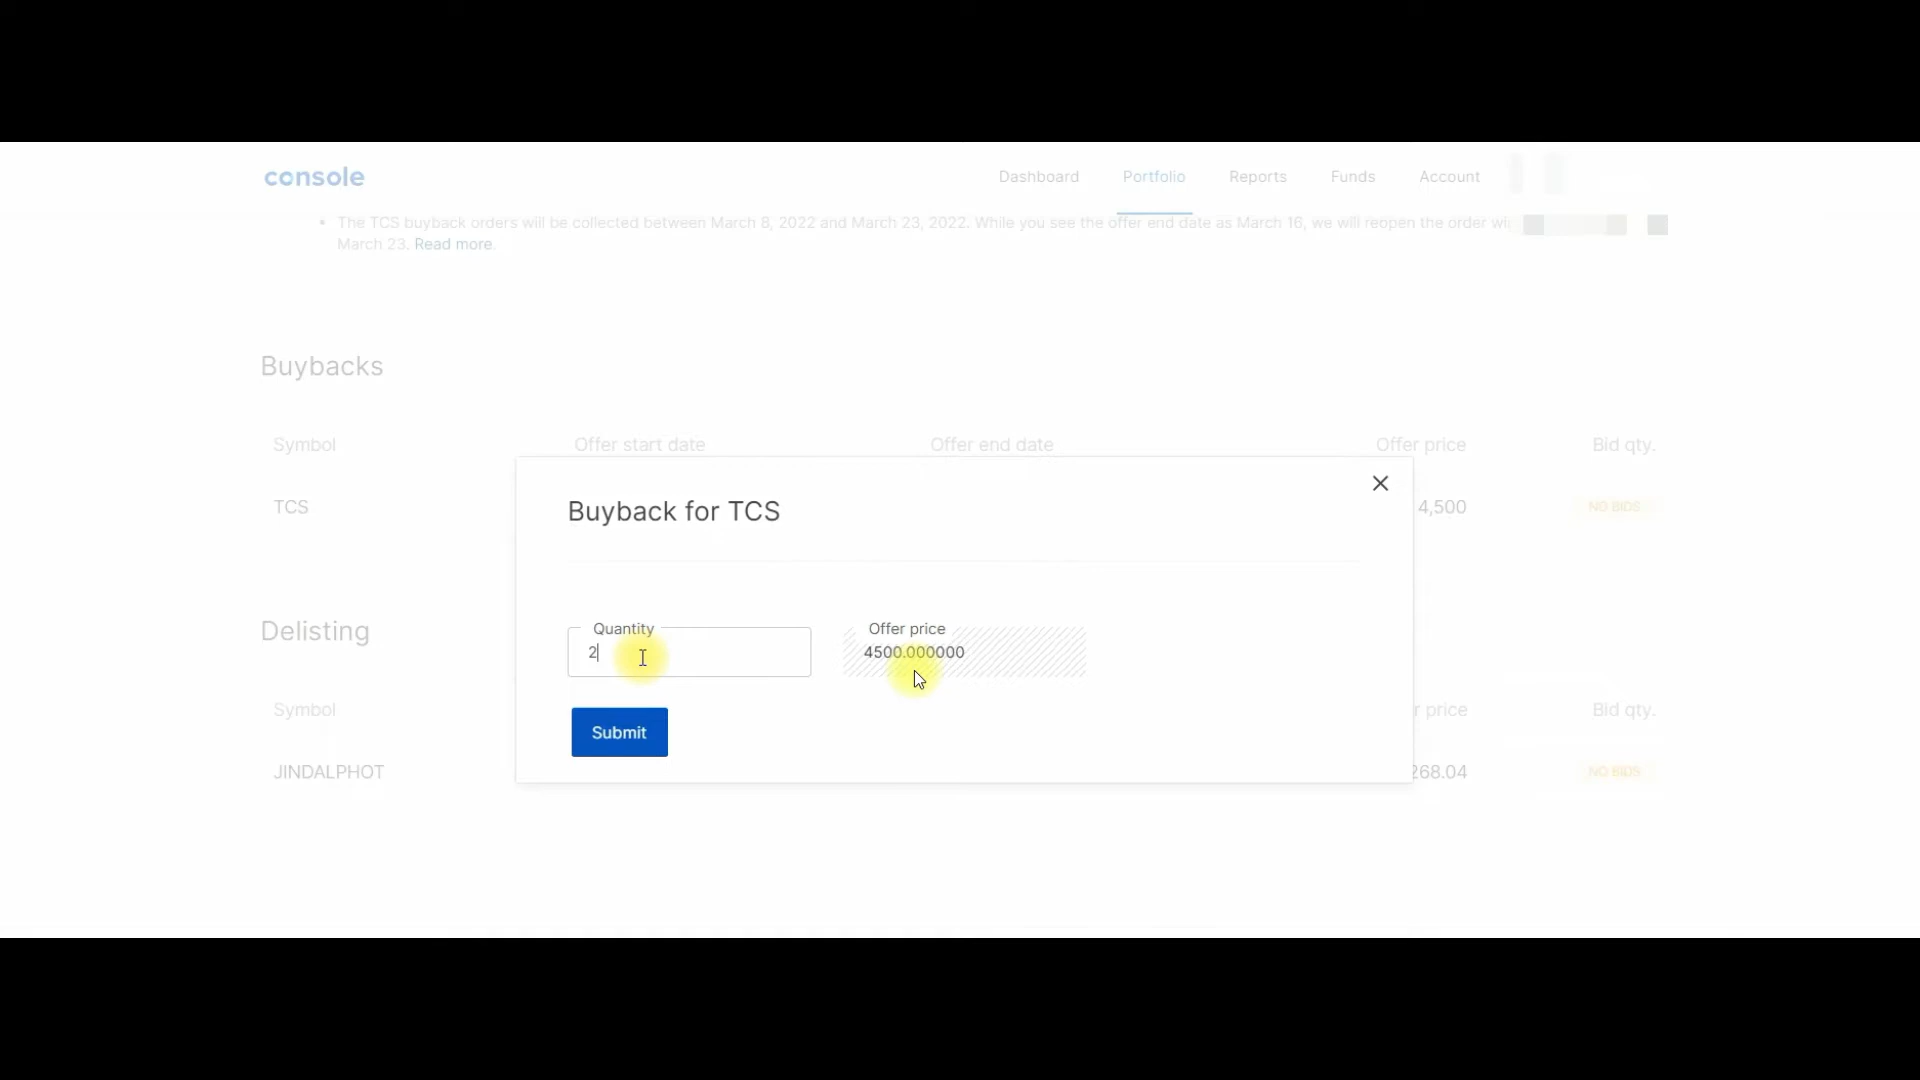 console
Dashboard Portfolio Reports Funds Account
• The TCS buyback orders will be collected between March 8, 2022 and March 23, 2022. While you see the offer end date as March 16, we will reopen the order wi
March 23. Read more.
Buybacks
Symbol Offer start date Offer end date Offer price Bid qty.
TCS 4,500 NO BIDS
Buyback for TCS
Quantity Offer price
2 4500.000000
Submit
Delisting
Symbol r price Bid qty.
JINDALPHOT 268.04 NO BIDS